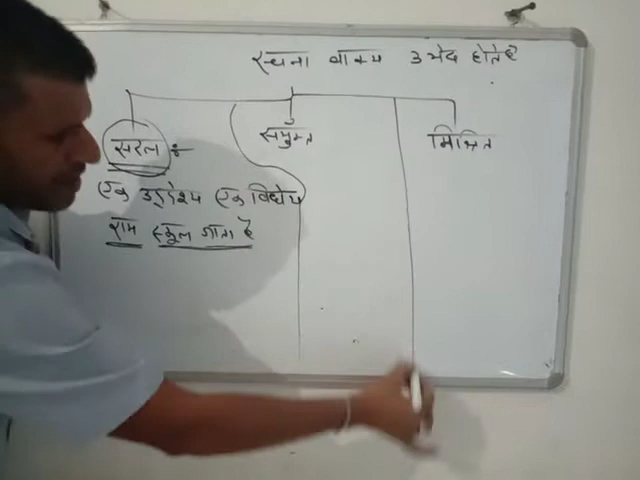 रचना वाक्य 3 भेद होते है
सरल :-
संयुक्त
मिश्रित
एक उद्देश्य एक विधेय
राम स्कूल जाता है